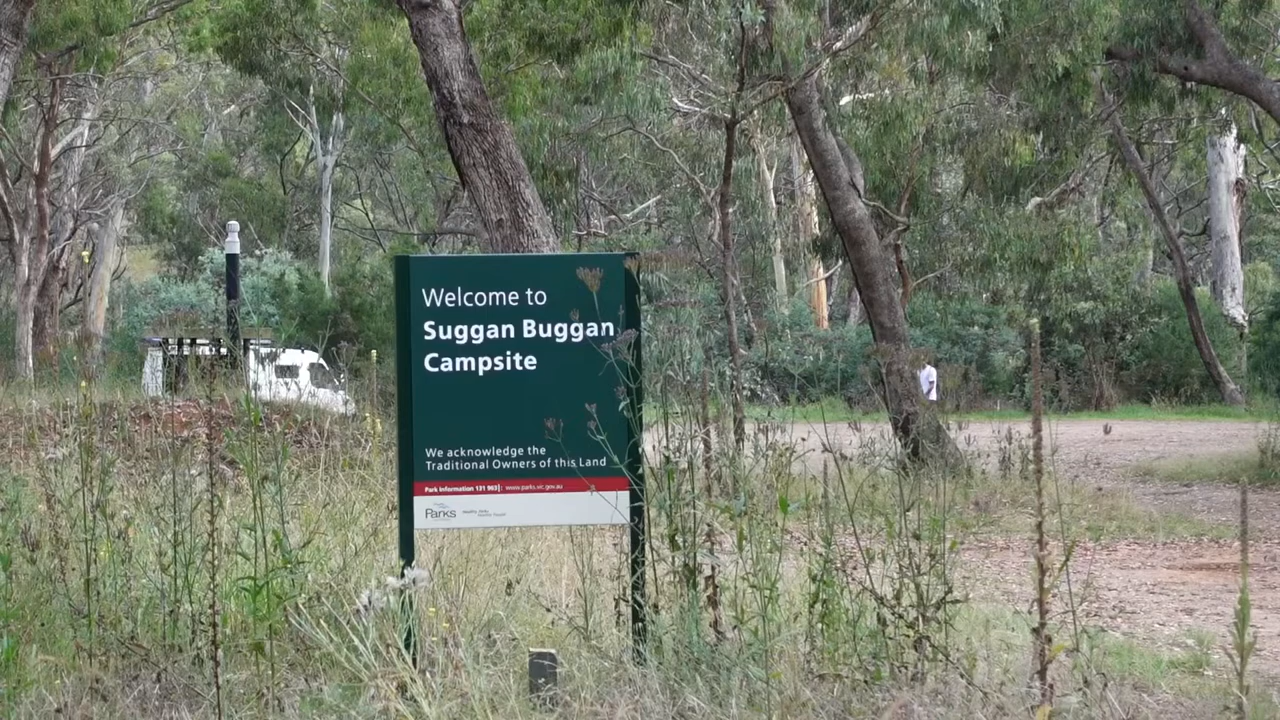 Welcome to
Suggan Buggan
Campsite
We acknowledge the
Traditional Owners of this Land
Park Information 131 963 | www.parks.vic.gov.au
Parks